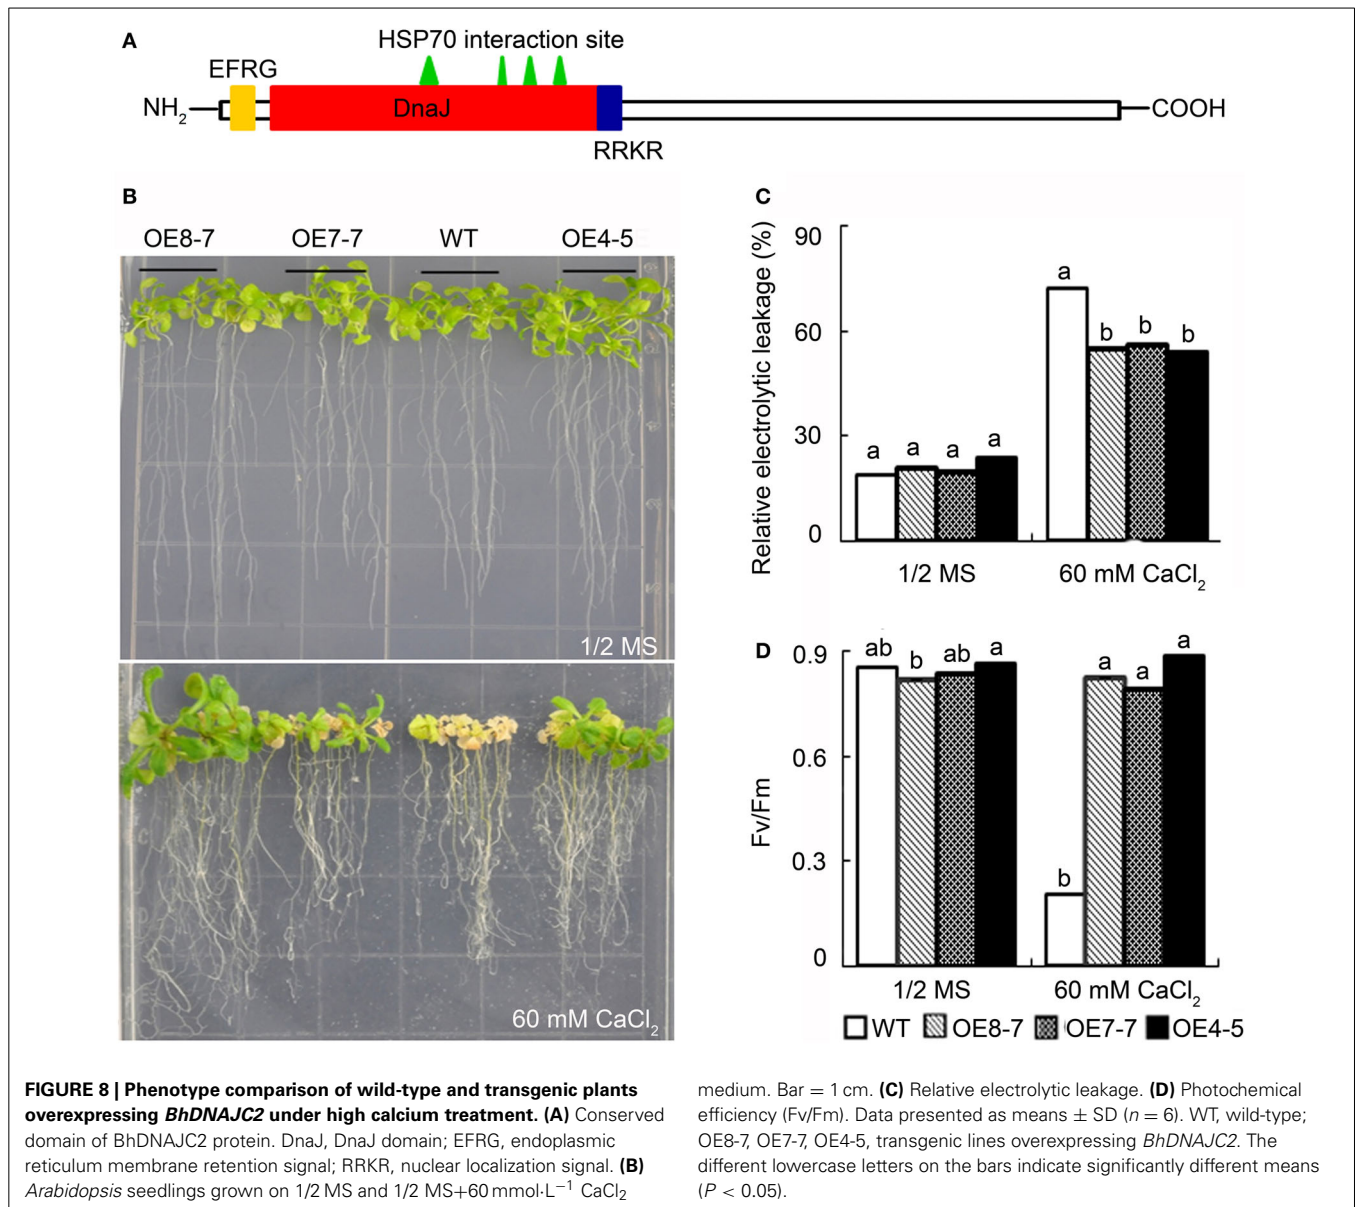 A
HSP70 interaction site
EFRG
NH2
DnaJ
COOH
RRKR
B
OE8-7 OE7-7 WT OE4-5
1/2 MS
60 mM CaCl2
C
Relative electrolytic leakage (%)
90
60
30
0
a a a a
a b b b
1/2 MS 60 mM CaCl2
D
Fv/Fm
0.9
0.6
0.3
0
ab b ab a
b a a a
1/2 MS 60 mM CaCl2
WT OE8-7 OE7-7 OE4-5
FIGURE 8 | Phenotype comparison of wild-type and transgenic plants
overexpressing BhDNAJC2 under high calcium treatment. (A) Conserved
domain of BhDNAJC2 protein. DnaJ, DnaJ domain; EFRG, endoplasmic
reticulum membrane retention signal; RRKR, nuclear localization signal. (B)
Arabidopsis seedlings grown on 1/2 MS and 1/2 MS+60 mmol·L−1 CaCl2
medium. Bar = 1 cm. (C) Relative electrolytic leakage. (D) Photochemical
efficiency (Fv/Fm). Data presented as means ± SD (n = 6). WT, wild-type;
OE8-7, OE7-7, OE4-5, transgenic lines overexpressing BhDNAJC2. The
different lowercase letters on the bars indicate significantly different means
(P < 0.05).